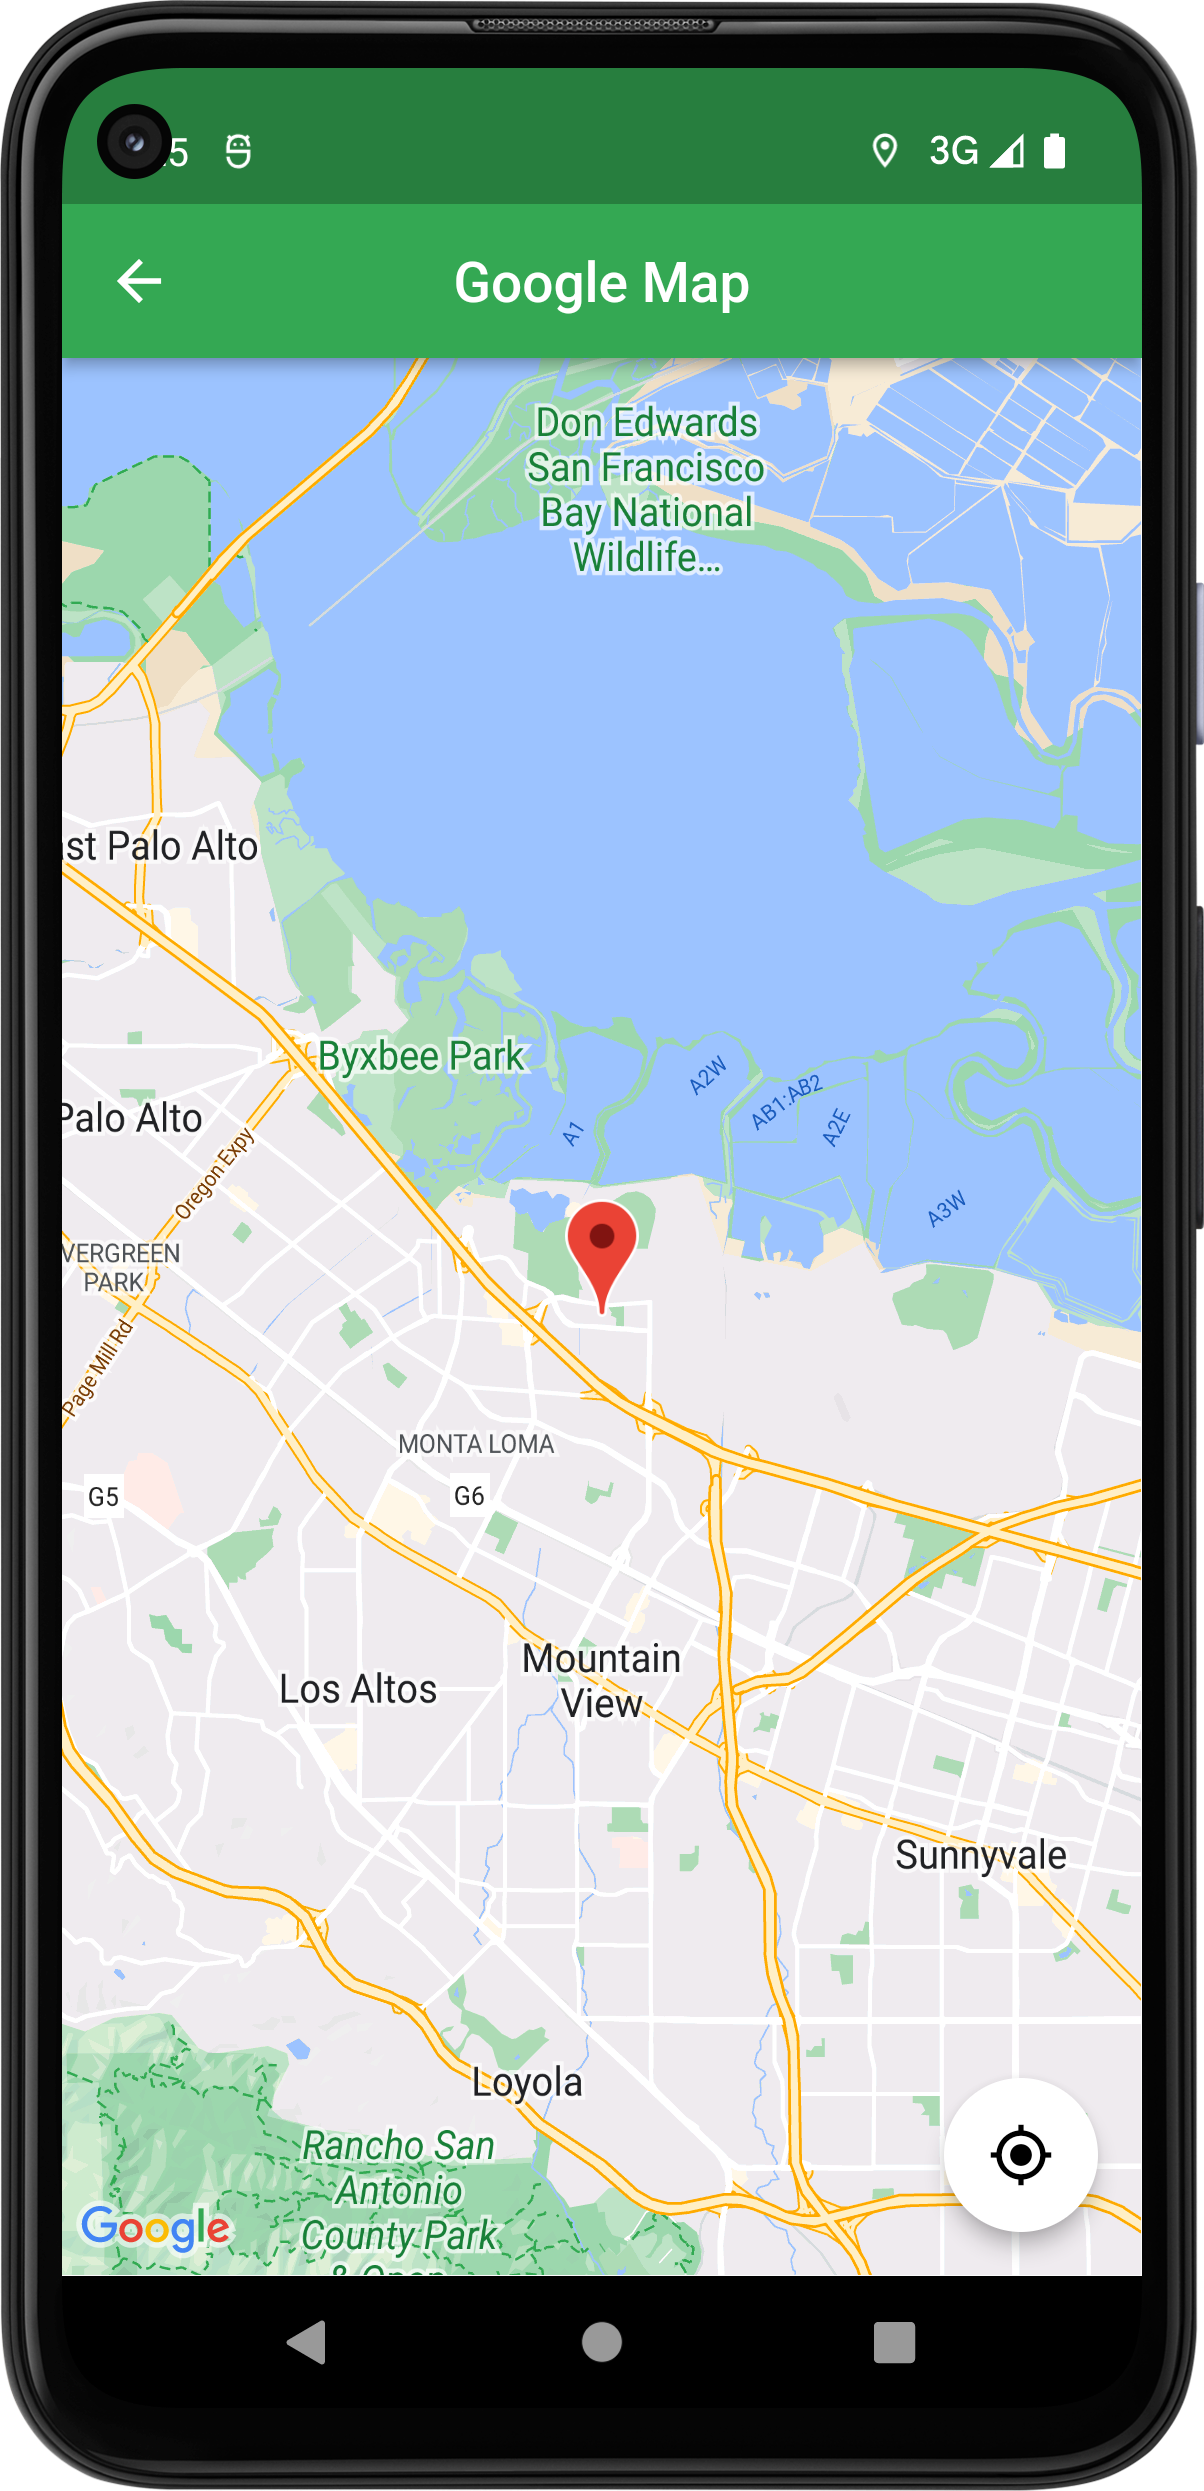 5
3G
Google Map
Don Edwards
San Francisco
Bay National
Wildlife...
st Palo Alto
Byxbee Park
A2W
AB1:AB2
A1
A2E
Palo Alto
Oregon Expy
A3W
VERGREEN
PARK
Page Mill Rd
MONTA LOMA
G5
G6
Mountain
View
Los Altos
Sunnyvale
Loyola
Rancho San
Antonio
County Park
& Open
Google